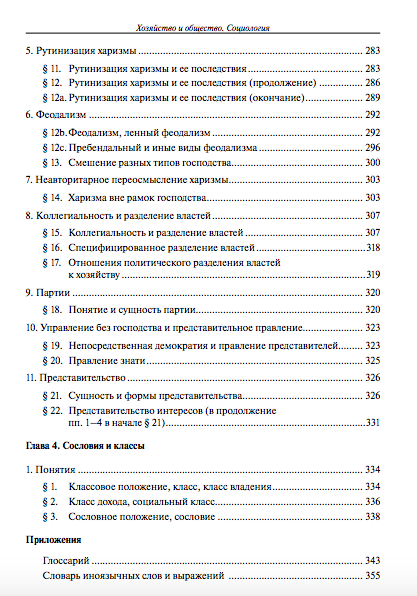 Хозяйство и общество. Социология
5. Рутинизация харизмы........283
§ 11. Рутинизация харизмы и ее последствия........283
§ 12. Рутинизация харизмы и ее последствия (продолжение)........286
§ 12a. Рутинизация харизмы и ее последствия (окончание)........289
6. Феодализм........292
§ 12b. Феодализм, ленный феодализм........292
§ 12c. Пребендальный и иные виды феодализма........296
§ 13. Смешение разных типов господства........300
7. Неавторитарное переосмысление харизмы........303
§ 14. Харизма вне рамок господства........303
8. Коллегиальность и разделение властей........307
§ 15. Коллегиальность и разделение властей........307
§ 16. Специфицированное разделение властей........318
§ 17. Отношения политического разделения властей
к хозяйству........319
9. Партии........320
§ 18. Понятие и сущность партии........320
10. Управление без господства и представительное правление........323
§ 19. Непосредственная демократия и правление представителей........323
§ 20. Правление знати........325
11. Представительство........326
§ 21. Сущность и формы представительства........326
§ 22. Представительство интересов (в продолжение
пп. 1–4 в начале § 21)........331
Глава 4. Сословия и классы
1. Понятия........334
§ 1. Классовое положение, класс, класс владения........334
§ 2. Класс дохода, социальный класс........336
§ 3. Сословное положение, сословие........338
Приложения
Глоссарий........343
Словарь иноязычных слов и выражений........355